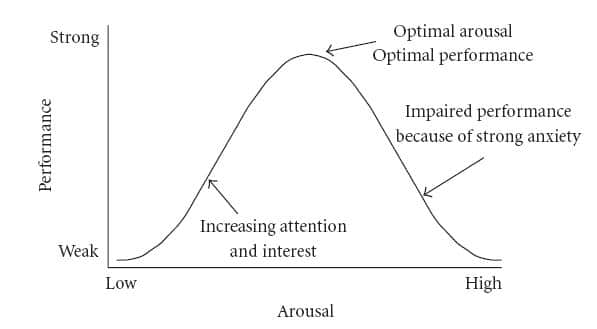 Strong
Optimal arousal
Optimal performance
Impaired performance
because of strong anxiety
Performance
Increasing attention
and interest
Weak
Low
High
Arousal